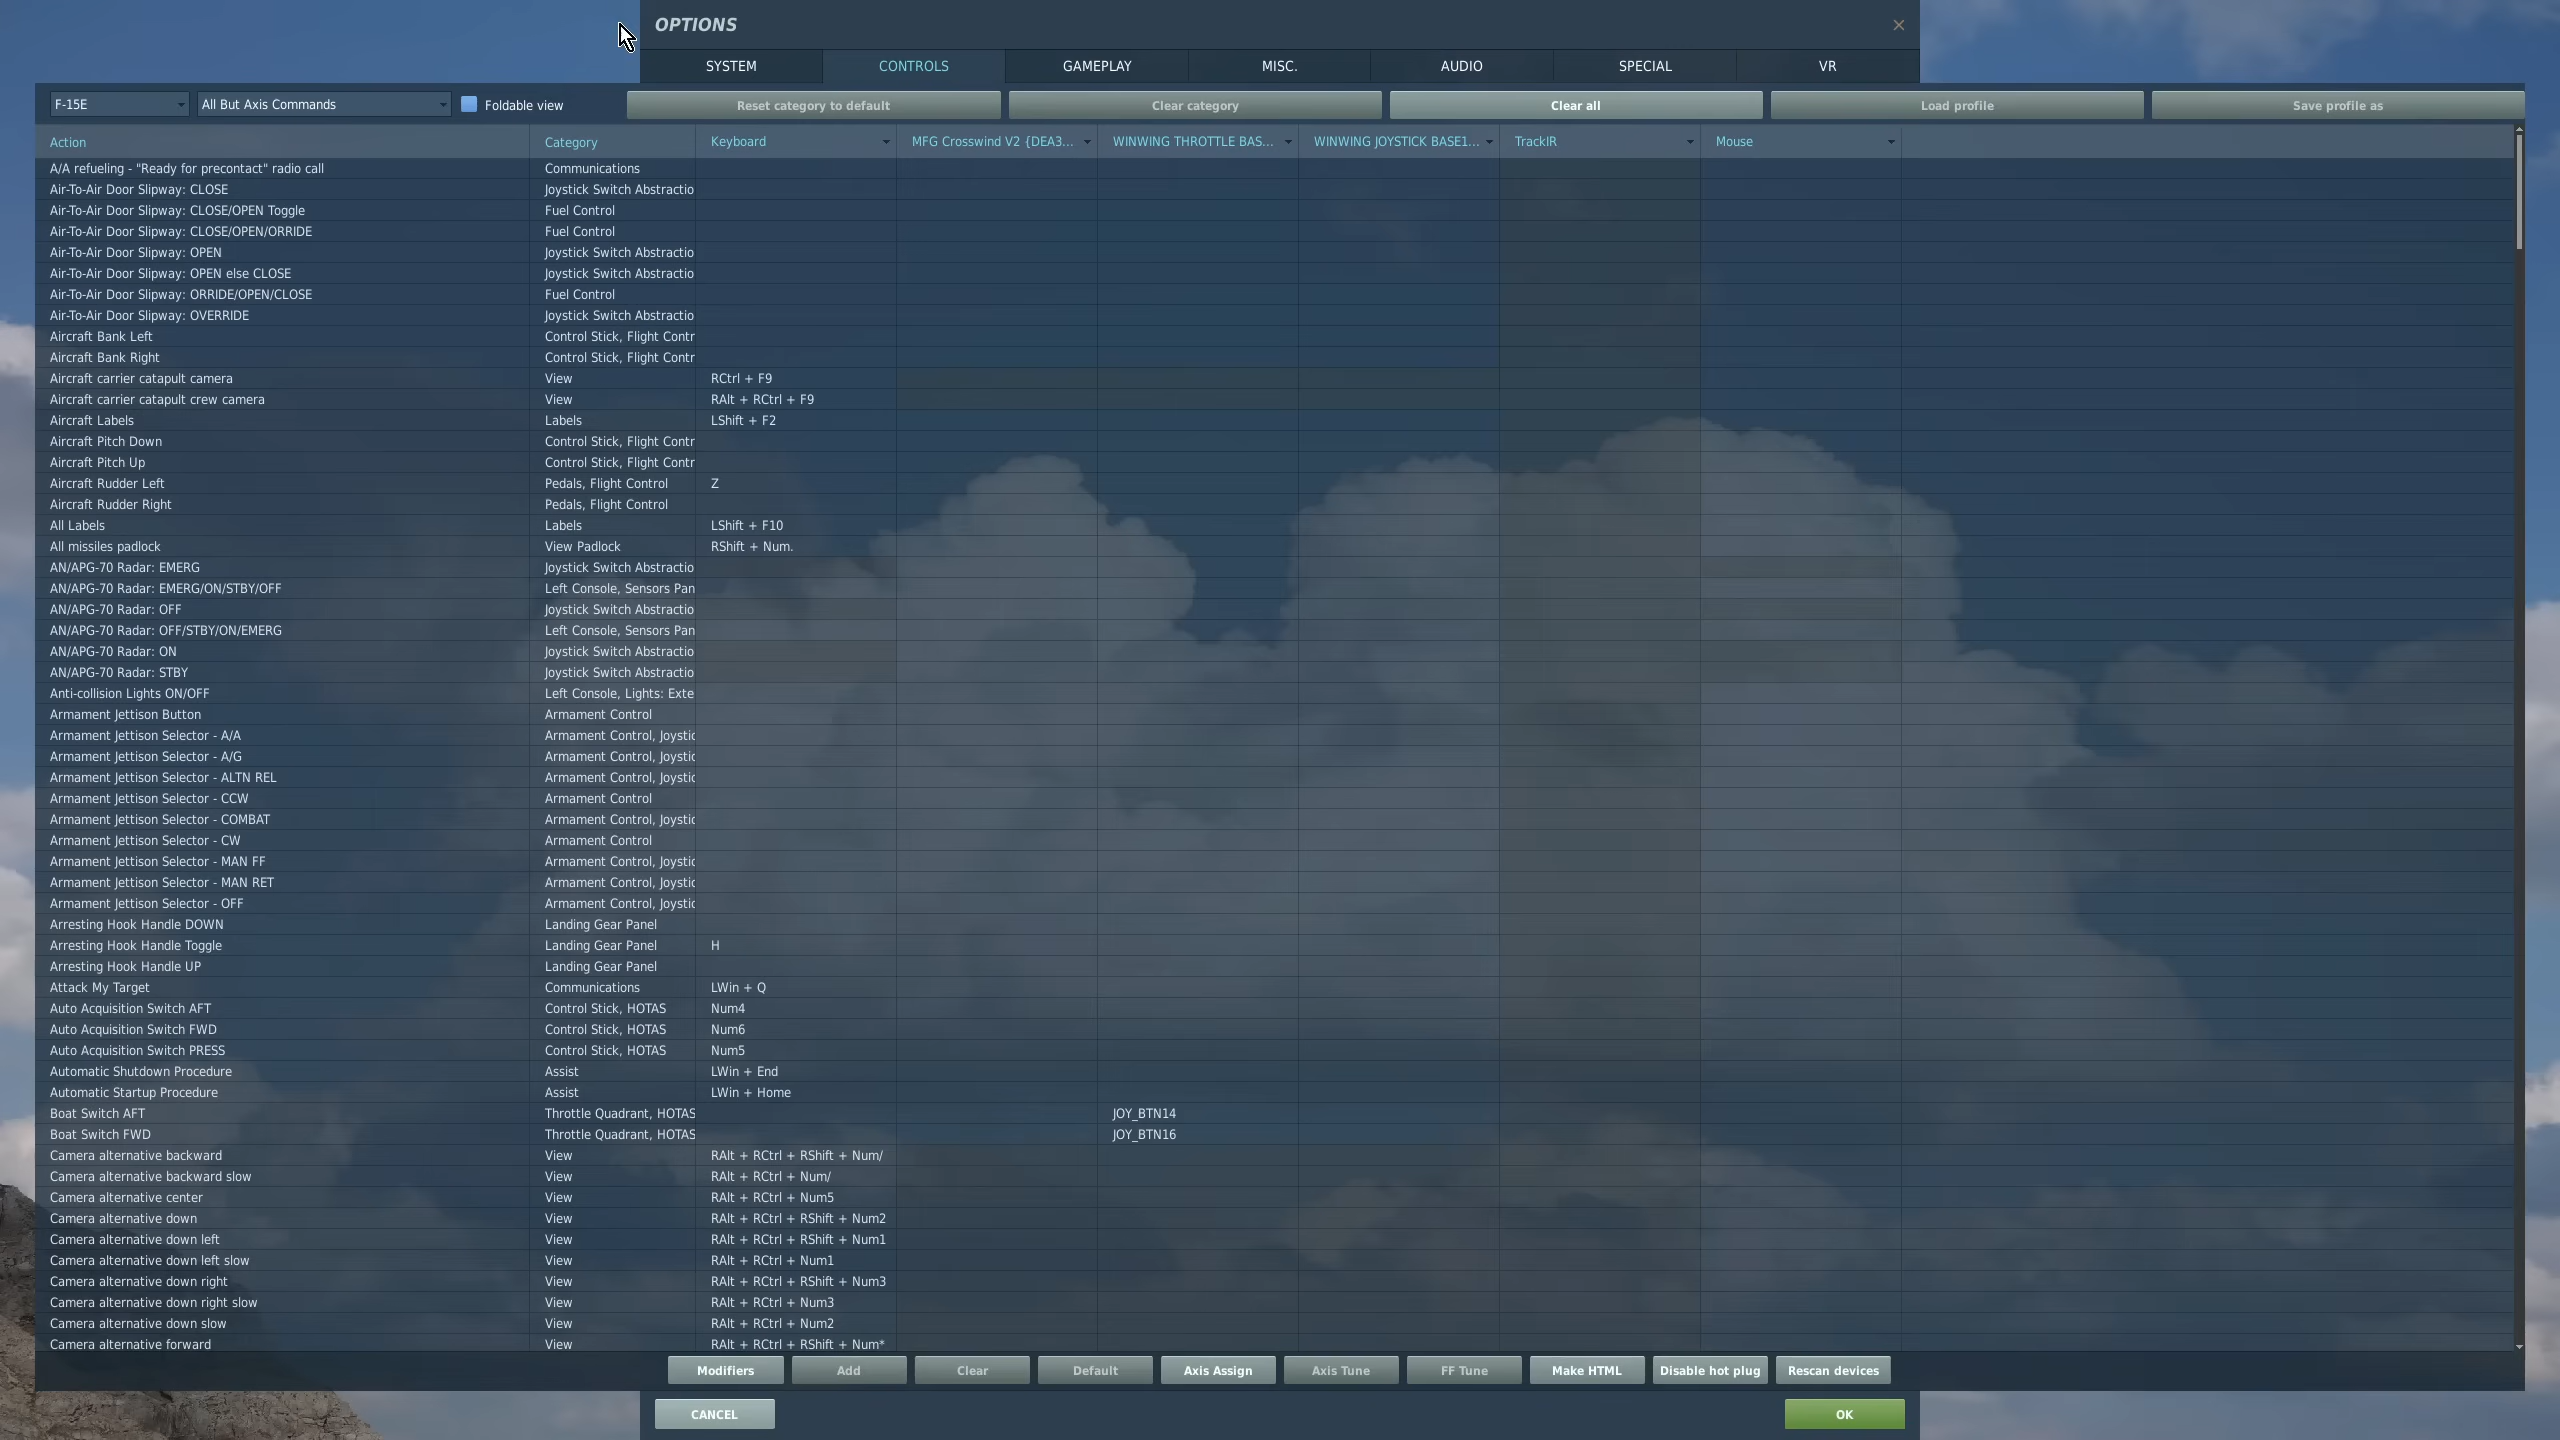 OPTIONS
SYSTEM CONTROLS GAMEPLAY MISC. AUDIO SPECIAL VR
F-15E All But Axis Commands Foldable view Reset category to default Clear category Clear all Load profile Save profile as
Action Category Keyboard MFG Crosswind V2 {DEA3... WINWING THROTTLE BAS... WINWING JOYSTICK BASE1... TrackIR Mouse
A/A refueling - "Ready for precontact" radio call Communications
Air-To-Air Door Slipway: CLOSE Joystick Switch Abstractio
Air-To-Air Door Slipway: CLOSE/OPEN Toggle Fuel Control
Air-To-Air Door Slipway: CLOSE/OPEN/ORRIDE Fuel Control
Air-To-Air Door Slipway: OPEN Joystick Switch Abstractio
Air-To-Air Door Slipway: OPEN else CLOSE Joystick Switch Abstractio
Air-To-Air Door Slipway: ORRIDE/OPEN/CLOSE Fuel Control
Air-To-Air Door Slipway: OVERRIDE Joystick Switch Abstractio
Aircraft Bank Left Control Stick, Flight Contr
Aircraft Bank Right Control Stick, Flight Contr
Aircraft carrier catapult camera View RCtrl + F9
Aircraft carrier catapult crew camera View RAlt + RCtrl + F9
Aircraft Labels Labels LShift + F2
Aircraft Pitch Down Control Stick, Flight Contr
Aircraft Pitch Up Control Stick, Flight Contr
Aircraft Rudder Left Pedals, Flight Control Z
Aircraft Rudder Right Pedals, Flight Control
All Labels Labels LShift + F10
All missiles padlock View Padlock RShift + Num.
AN/APG-70 Radar: EMERG Joystick Switch Abstractio
AN/APG-70 Radar: EMERG/ON/STBY/OFF Left Console, Sensors Pan
AN/APG-70 Radar: OFF Joystick Switch Abstractio
AN/APG-70 Radar: OFF/STBY/ON/EMERG Left Console, Sensors Pan
AN/APG-70 Radar: ON Joystick Switch Abstractio
AN/APG-70 Radar: STBY Joystick Switch Abstractio
Anti-collision Lights ON/OFF Left Console, Lights: Exte
Armament Jettison Button Armament Control
Armament Jettison Selector - A/A Armament Control, Joystic
Armament Jettison Selector - A/G Armament Control, Joystic
Armament Jettison Selector - ALTN REL Armament Control, Joystic
Armament Jettison Selector - CCW Armament Control
Armament Jettison Selector - COMBAT Armament Control, Joystic
Armament Jettison Selector - CW Armament Control
Armament Jettison Selector - MAN FF Armament Control, Joystic
Armament Jettison Selector - MAN RET Armament Control, Joystic
Armament Jettison Selector - OFF Armament Control, Joystic
Arresting Hook Handle DOWN Landing Gear Panel
Arresting Hook Handle Toggle Landing Gear Panel H
Arresting Hook Handle UP Landing Gear Panel
Attack My Target Communications LWin + Q
Auto Acquisition Switch AFT Control Stick, HOTAS Num4
Auto Acquisition Switch FWD Control Stick, HOTAS Num6
Auto Acquisition Switch PRESS Control Stick, HOTAS Num5
Automatic Shutdown Procedure Assist LWin + End
Automatic Startup Procedure Assist LWin + Home
Boat Switch AFT Throttle Quadrant, HOTAS JOY_BTN14
Boat Switch FWD Throttle Quadrant, HOTAS JOY_BTN16
Camera alternative backward View RAlt + RCtrl + RShift + Num/
Camera alternative backward slow View RAlt + RCtrl + Num/
Camera alternative center View RAlt + RCtrl + Num5
Camera alternative down View RAlt + RCtrl + RShift + Num2
Camera alternative down left View RAlt + RCtrl + RShift + Num1
Camera alternative down left slow View RAlt + RCtrl + Num1
Camera alternative down right View RAlt + RCtrl + RShift + Num3
Camera alternative down right slow View RAlt + RCtrl + Num3
Camera alternative down slow View RAlt + RCtrl + Num2
Camera alternative forward View RAlt + RCtrl + RShift + Num*
Modifiers Add Clear Default Axis Assign Axis Tune FF Tune Make HTML Disable hot plug Rescan devices
CANCEL OK